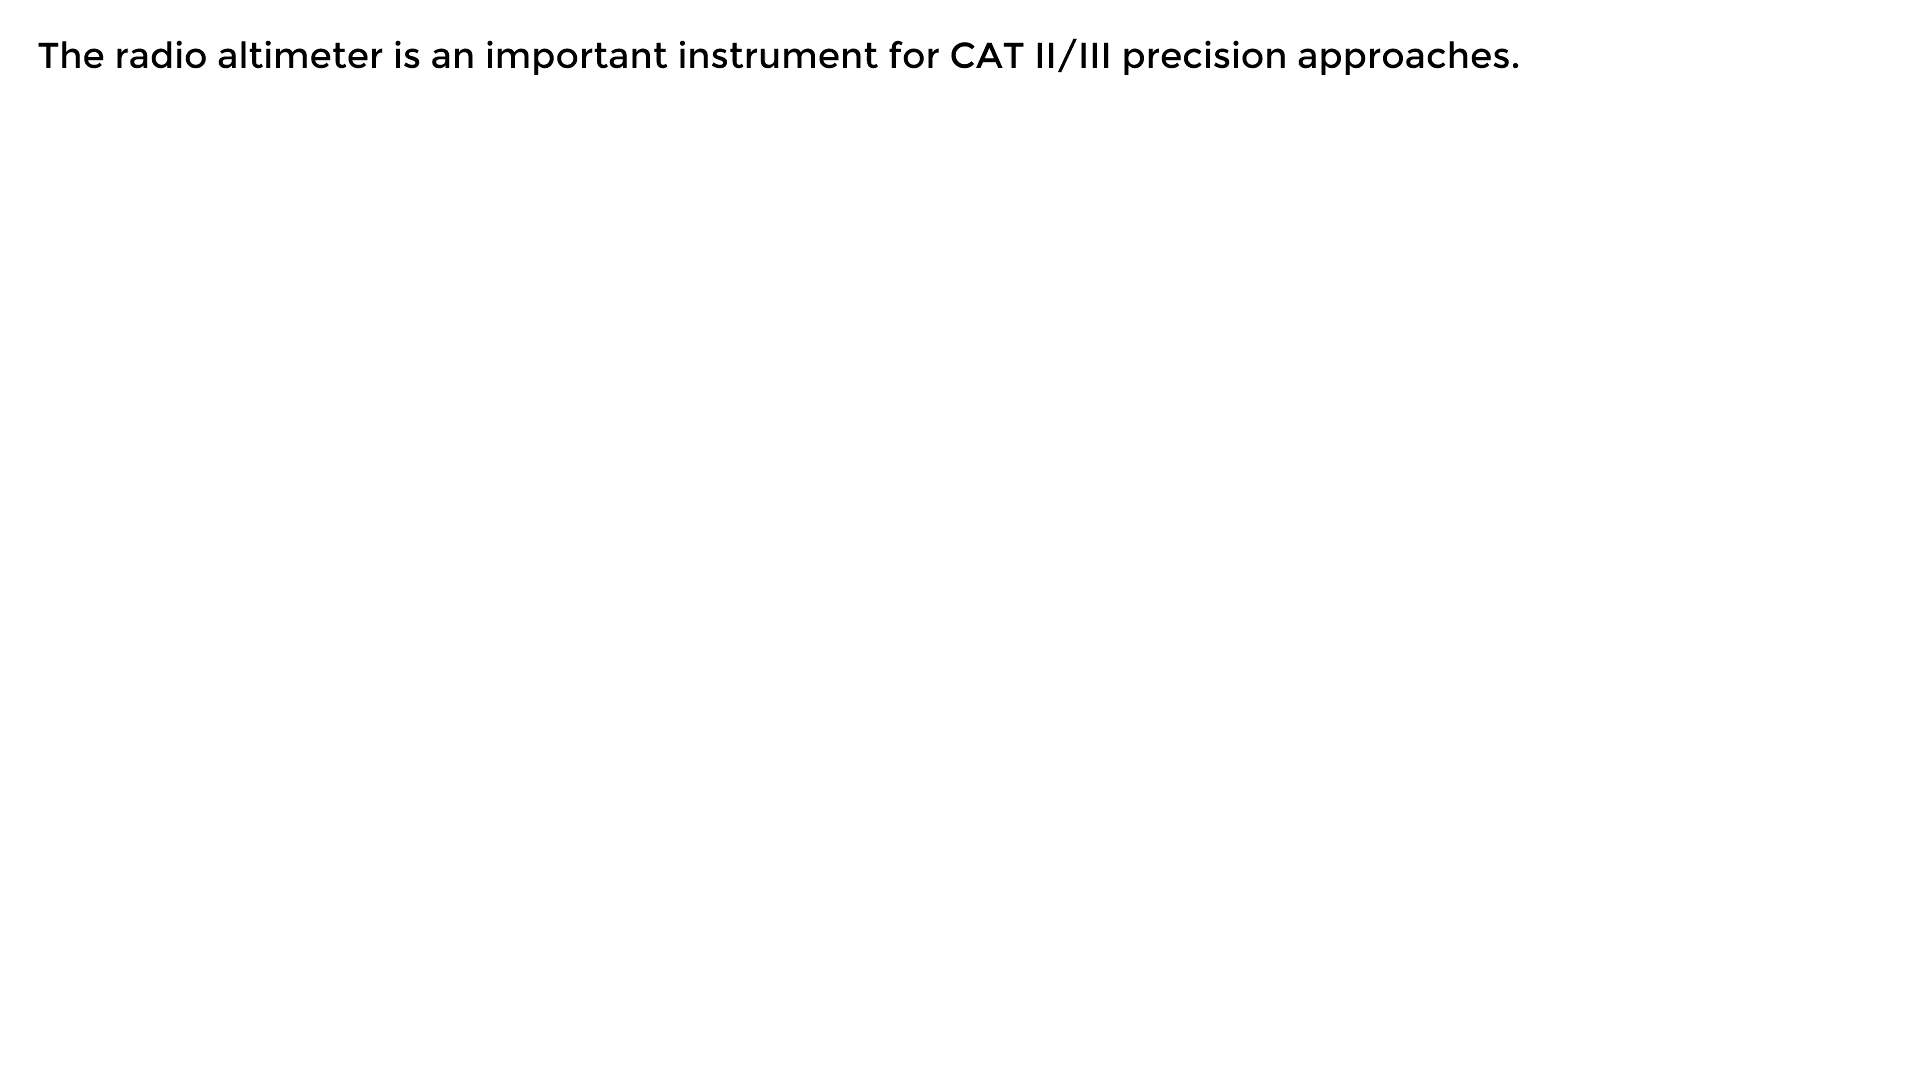 The radio altimeter is an important instrument for CAT II/III precision approaches.